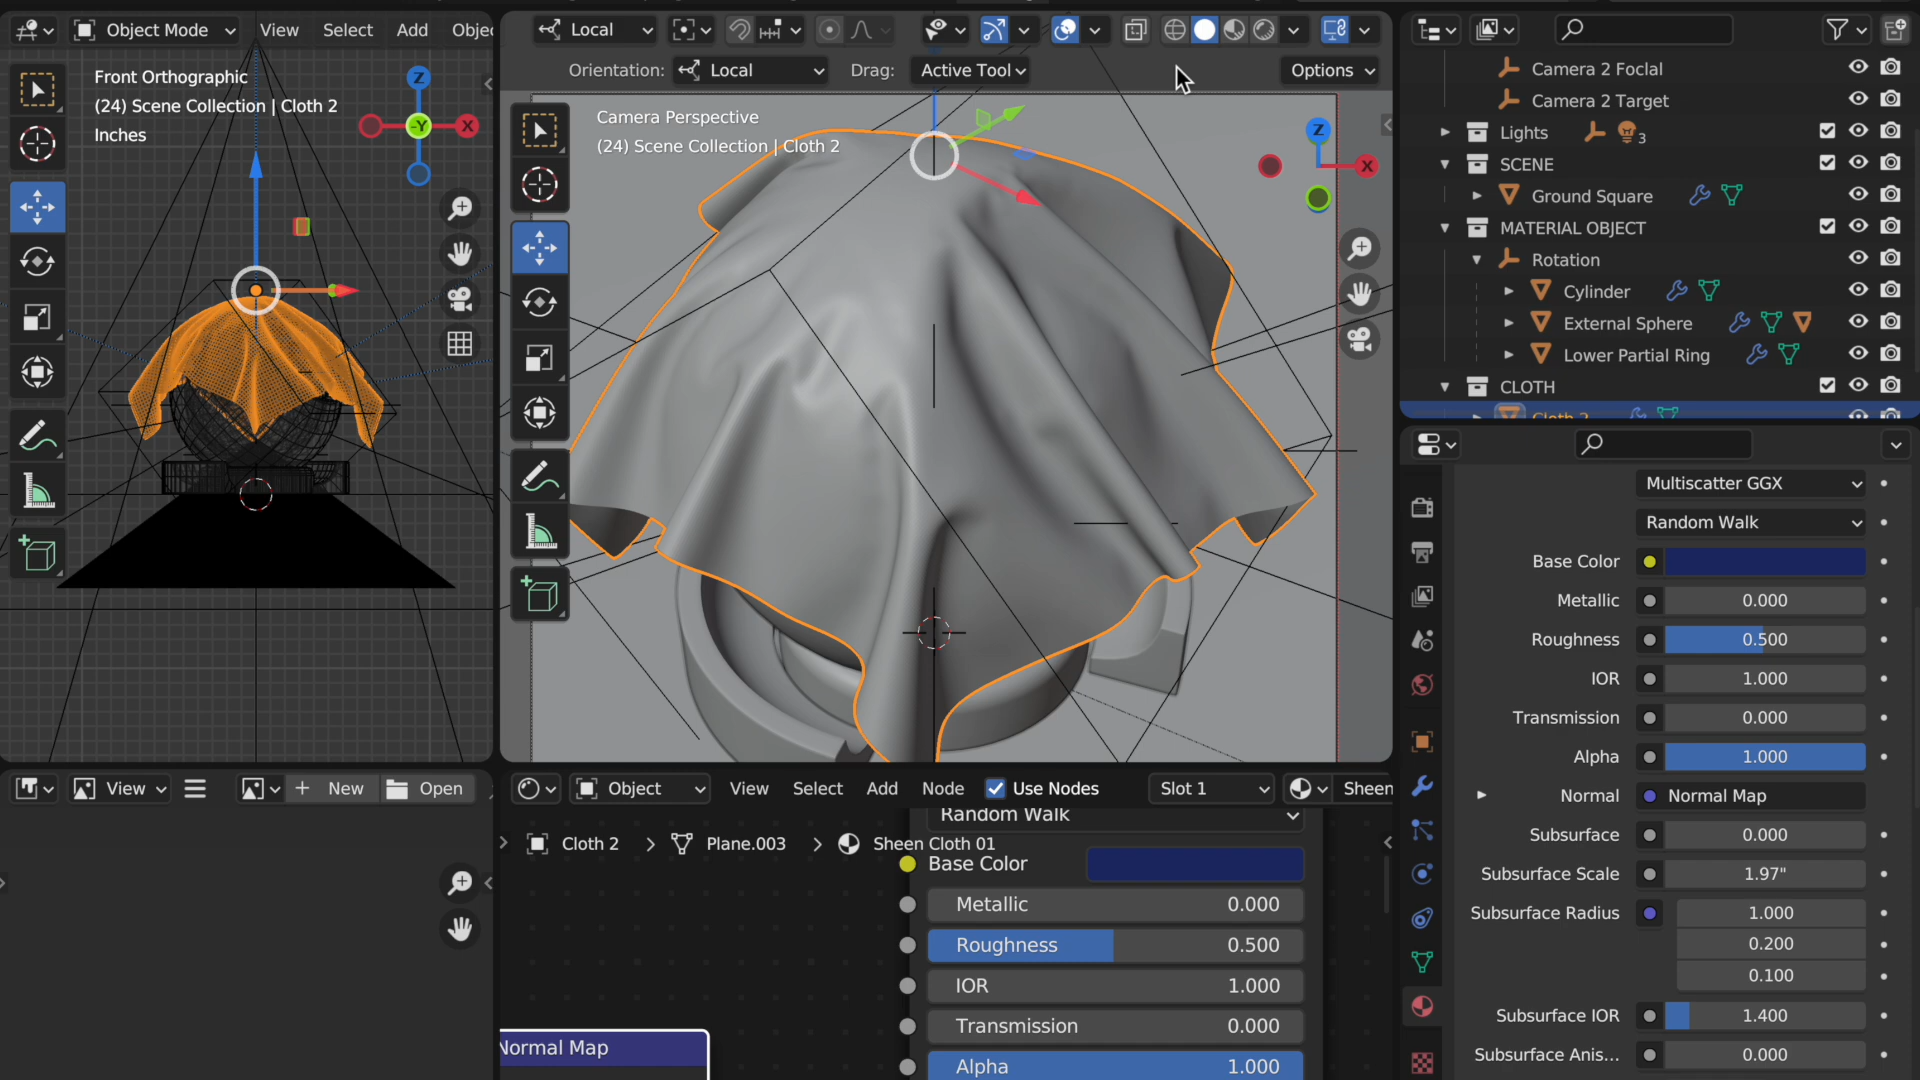 Object Mode
View
Select
Add
Objec
Front Orthographic
(24) Scene Collection | Cloth 2
Inches
Z
-Y
X
Local
Orientation:
Local
Drag:
Active Tool
Options
Camera Perspective
(24) Scene Collection | Cloth 2
Z
X
Camera 2 Foclal
Camera 2 Target
Lights
3
SCENE
Ground Square
MATERIAL OBJECT
Rotation
Cylinder
External Sphere
Lower Partial Ring
CLOTH
Cloth 2
Multiscatter GGX
Random Walk
Base Color
Metallic 0.000
Roughness 0.500
IOR 1.000
Transmission 0.000
Alpha 1.000
Normal Normal Map
Subsurface 0.000
Subsurface Scale 1.97"
Subsurface Radius 1.000
0.200
0.100
Subsurface IOR 1.400
Subsurface Anis... 0.000
View
New
Open
Object
View
Select
Add
Node
Use Nodes
Slot 1
Sheen
Random Walk
Cloth 2
Plane.003
Sheen Cloth 01
Base Color
Metallic 0.000
Roughness 0.500
IOR 1.000
Transmission 0.000
Alpha 1.000
Normal Map